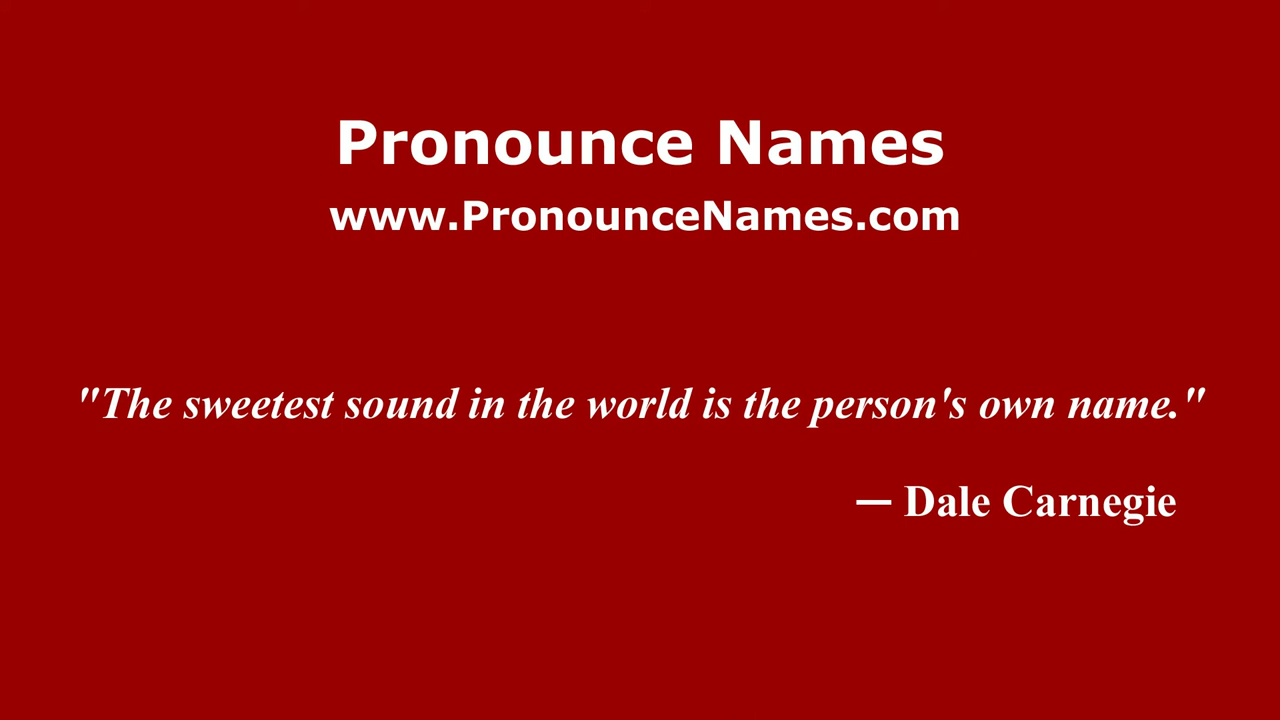 Pronounce Names
www.PronounceNames.com
"The sweetest sound in the world is the person's own name."
— Dale Carnegie